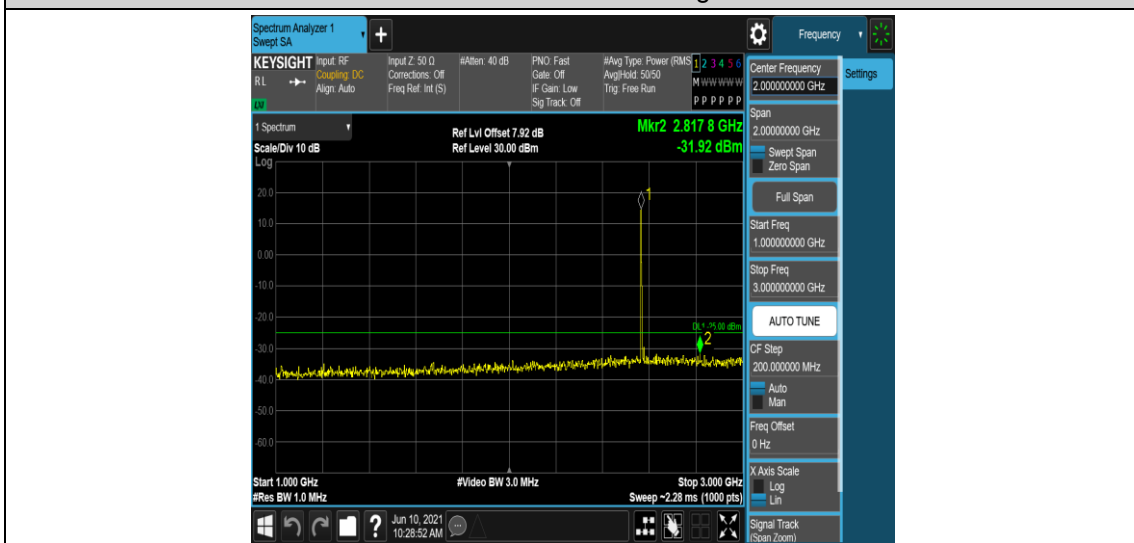 Spectrum Analyzer 1
Swept SA
+
Frequency
KEYSIGHT
RL
LXI
Input: RF
Coupling: DC
Align: Auto
Input Z: 50 Ω
Corrections: Off
Freq Ref: Int (S)
#Atten: 40 dB
PNO: Fast
Gate: Off
IF Gain: Low
Sig Track: Off
#Avg Type: Power (RMS
Avg|Hold: 50/50
Trig: Free Run
1 2 3 4 5 6
M W W W W W
P P P P P P
1 Spectrum
Scale/Div 10 dB
Log
Ref Lvl Offset 7.92 dB
Ref Level 30.00 dBm
Mkr2 2.817 8 GHz
-31.92 dBm
20.0
10.0
0.00
-10.0
-20.0
-30.0
-40.0
-50.0
-60.0
1
DL1 -25.00 dBm
2
Start 1.000 GHz
#Res BW 1.0 MHz
#Video BW 3.0 MHz
Stop 3.000 GHz
Sweep ~2.28 ms (1000 pts)
?
Jun 10, 2021
10:28:52 AM
Center Frequency
2.000000000 GHz
Settings
Span
2.00000000 GHz
Swept Span
Zero Span
Full Span
Start Freq
1.000000000 GHz
Stop Freq
3.000000000 GHz
AUTO TUNE
CF Step
200.000000 MHz
Auto
Man
Freq Offset
0 Hz
X Axis Scale
Log
Lin
Signal Track
(Span Zoom)